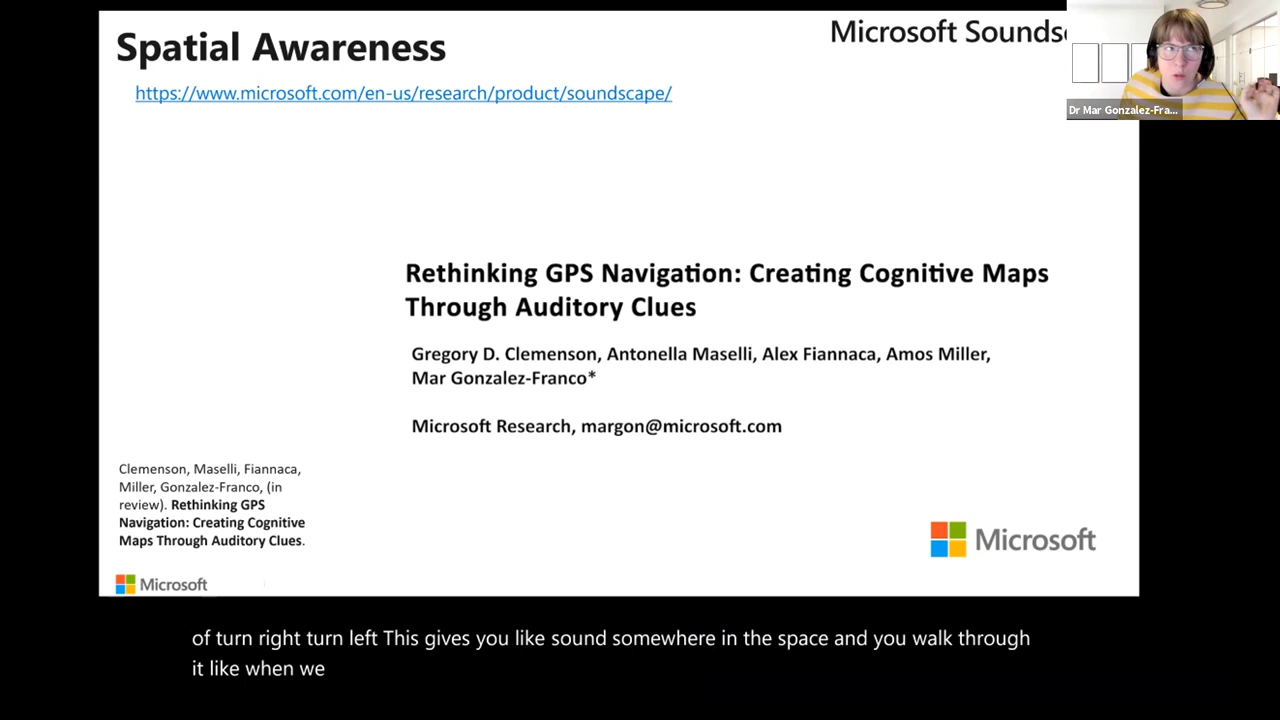 Spatial Awareness
Microsoft Sounds
https://www.microsoft.com/en-us/research/product/soundscape/
Dr Mar Gonzalez-Fra...
Rethinking GPS Navigation: Creating Cognitive Maps
Through Auditory Clues
Gregory D. Clemenson, Antonella Maselli, Alex Fiannaca, Amos Miller,
Mar Gonzalez-Franco*
Microsoft Research, margon@microsoft.com
Clemenson, Maselli, Fiannaca,
Miller, Gonzalez-Franco, (in
review). Rethinking GPS
Navigation: Creating Cognitive
Maps Through Auditory Clues.
Microsoft
Microsoft
of turn right turn left This gives you like sound somewhere in the space and you walk through
it like when we